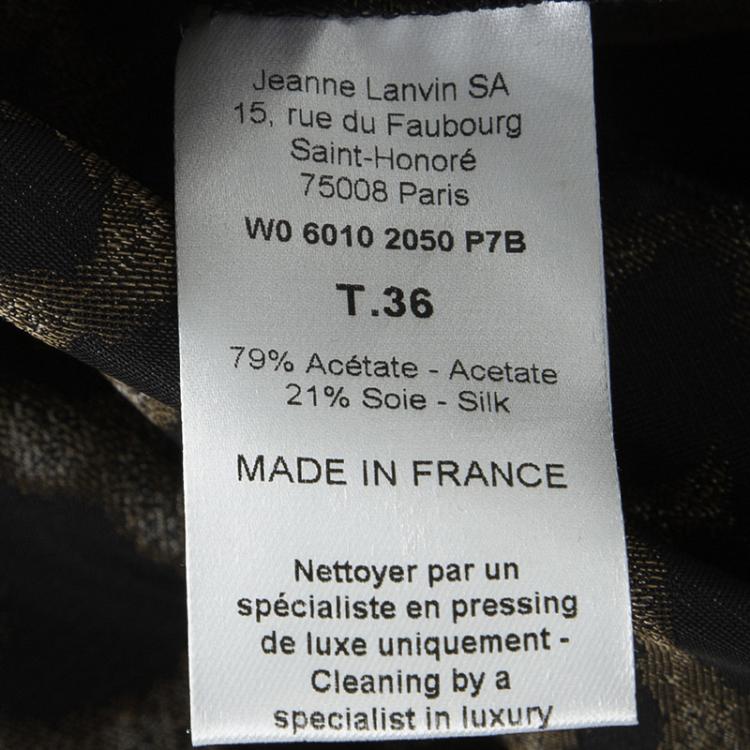 Jeanne Lanvin SA
15, rue du Faubourg
Saint-Honoré
75008 Paris
W0 6010 2050 P7B
T.36
79% Acétate - Acetate
21% Soie - Silk
MADE IN FRANCE
Nettoyer par un
spécialiste en pressing
de luxe uniquement -
Cleaning by a
specialist in luxury